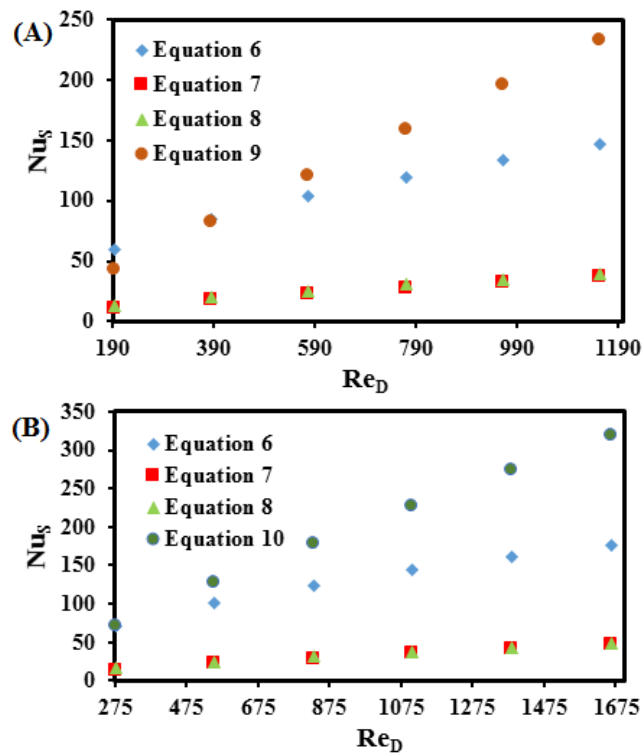 (A)
250
200
150
100
50
0
Nu_S
Equation 6
Equation 7
Equation 8
Equation 9
190 390 590 790 990 1190
Re_D
(B)
350
300
250
200
150
100
50
0
Nu_S
Equation 6
Equation 7
Equation 8
Equation 10
275 475 675 875 1075 1275 1475 1675
Re_D